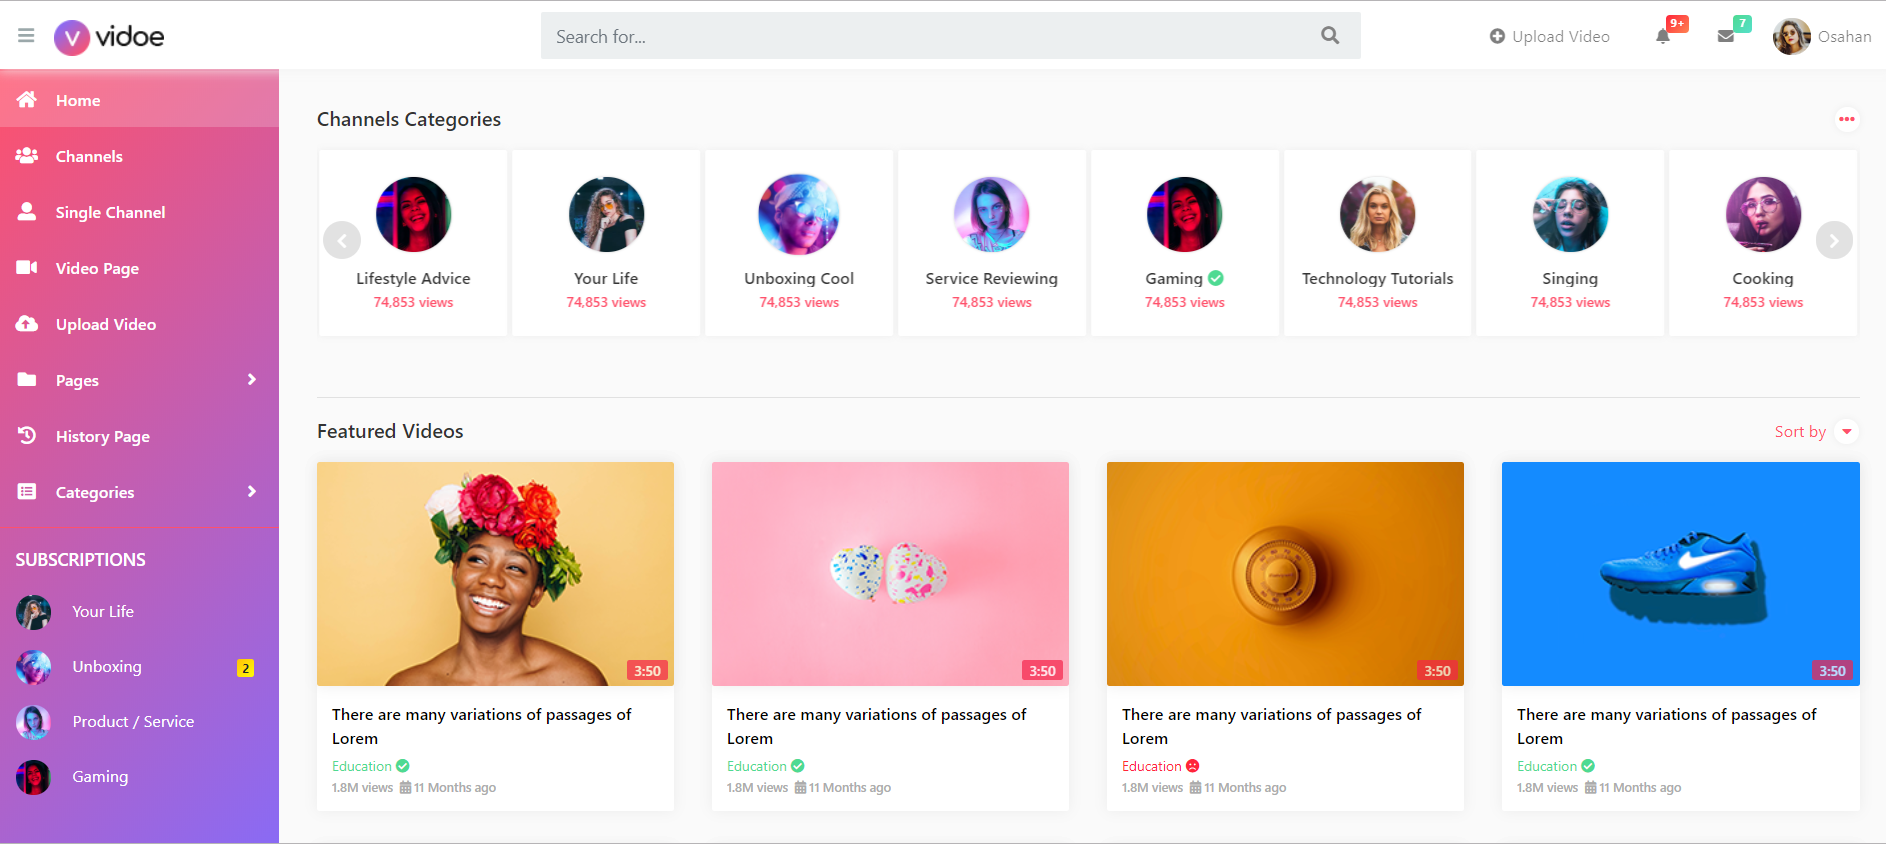 vidoe
Search for...
Upload Video
9+
7
Osahan
Home
Channels
Single Channel
Video Page
Upload Video
Pages
History Page
Categories
SUBSCRIPTIONS
Your Life
Unboxing
2
Product / Service
Gaming
Channels Categories
Lifestyle Advice
74,853 views
Your Life
74,853 views
Unboxing Cool
74,853 views
Service Reviewing
74,853 views
Gaming
74,853 views
Technology Tutorials
74,853 views
Singing
74,853 views
Cooking
74,853 views
Featured Videos
Sort by
3:50
There are many variations of passages of
Lorem
Education
1.8M views 11 Months ago
3:50
There are many variations of passages of
Lorem
Education
1.8M views 11 Months ago
3:50
There are many variations of passages of
Lorem
Education
1.8M views 11 Months ago
3:50
There are many variations of passages of
Lorem
Education
1.8M views 11 Months ago